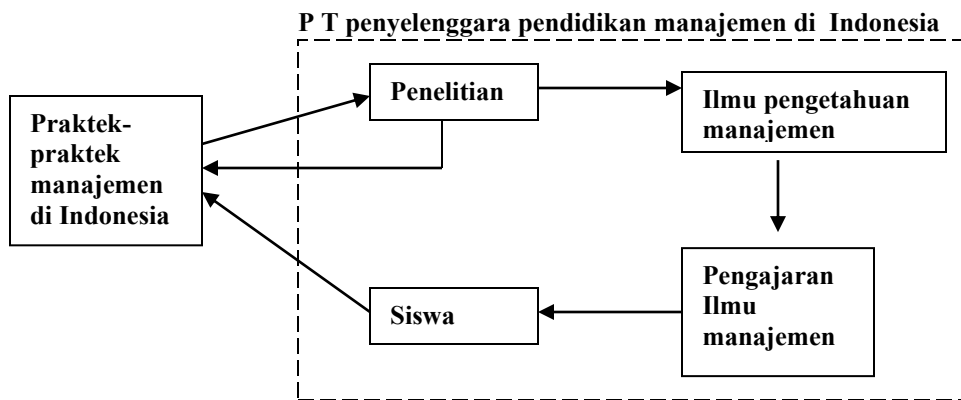 P T penyelenggara pendidikan manajemen di Indonesia
Penelitian
Ilmu pengetahuan
manajemen
Praktek-
praktek
manajemen
di Indonesia
Pengajaran
Ilmu
manajemen
Siswa